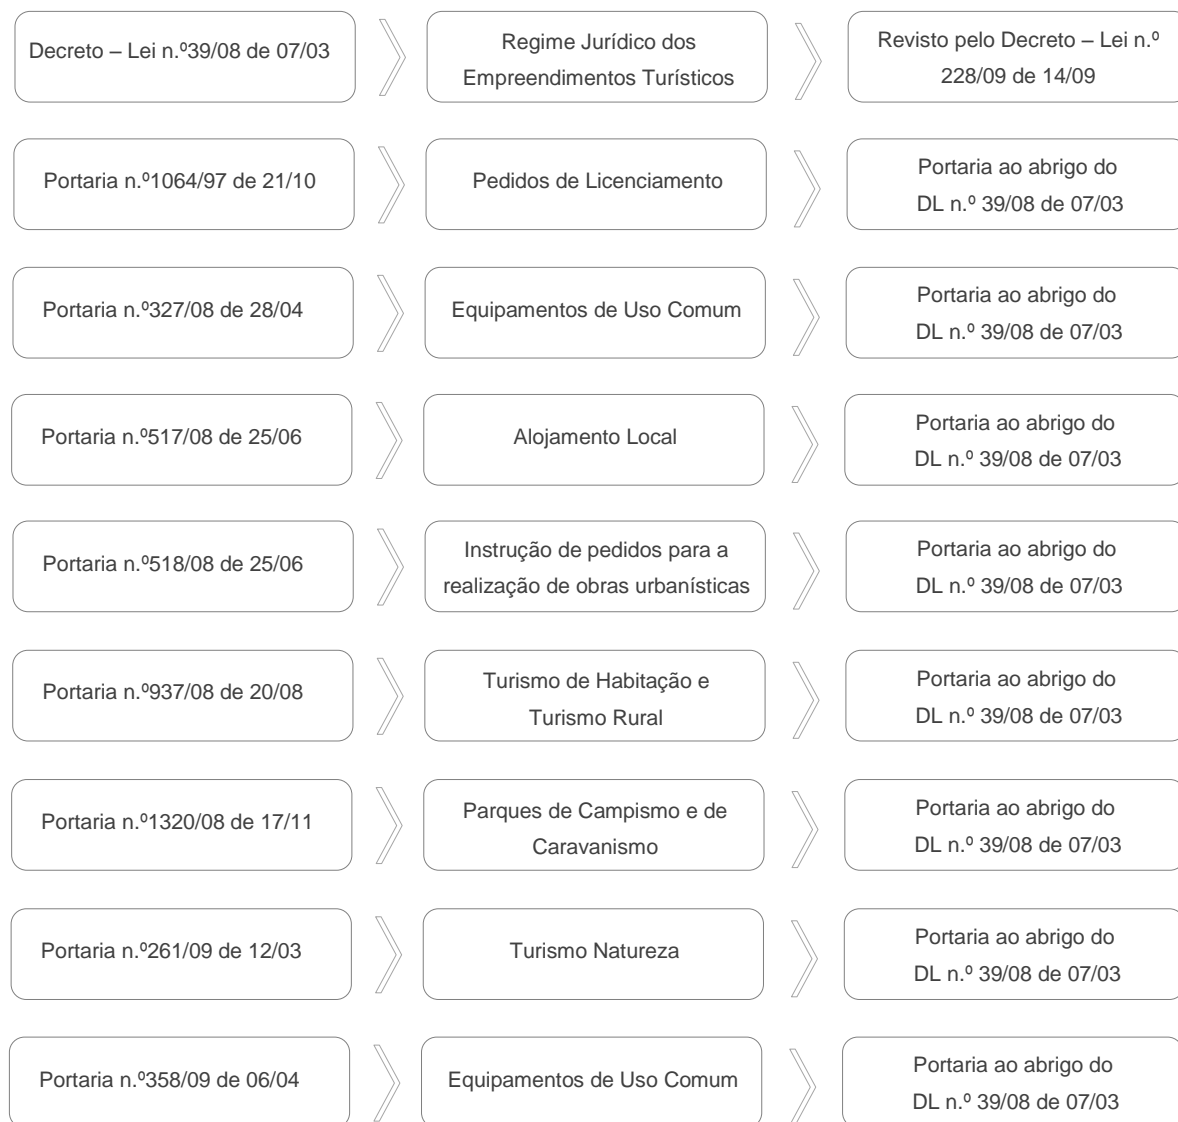 Decreto – Lei n.º39/08 de 07/03
Regime Jurídico dos
Empreendimentos Turísticos
Revisto pelo Decreto – Lei n.º
228/09 de 14/09
Portaria n.º1064/97 de 21/10
Pedidos de Licenciamento
Portaria ao abrigo do
DL n.º 39/08 de 07/03
Portaria n.º327/08 de 28/04
Equipamentos de Uso Comum
Portaria ao abrigo do
DL n.º 39/08 de 07/03
Portaria n.º517/08 de 25/06
Alojamento Local
Portaria ao abrigo do
DL n.º 39/08 de 07/03
Portaria n.º518/08 de 25/06
Instrução de pedidos para a
realização de obras urbanísticas
Portaria ao abrigo do
DL n.º 39/08 de 07/03
Portaria n.º937/08 de 20/08
Turismo de Habitação e
Turismo Rural
Portaria ao abrigo do
DL n.º 39/08 de 07/03
Portaria n.º1320/08 de 17/11
Parques de Campismo e de
Caravanismo
Portaria ao abrigo do
DL n.º 39/08 de 07/03
Portaria n.º261/09 de 12/03
Turismo Natureza
Portaria ao abrigo do
DL n.º 39/08 de 07/03
Portaria n.º358/09 de 06/04
Equipamentos de Uso Comum
Portaria ao abrigo do
DL n.º 39/08 de 07/03